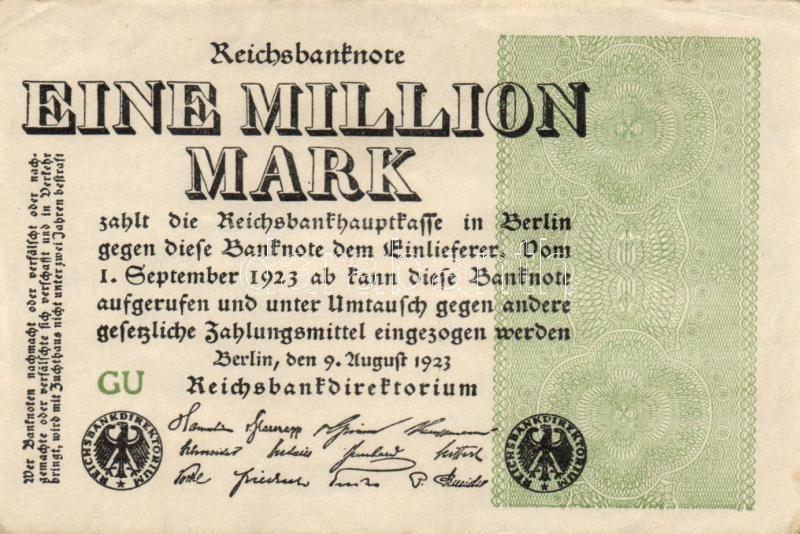 Reichsbanknote
EINE MILLION
MARK
zahlt die Reichsbankhauptkasse in Berlin
gegen diese Banknote dem Einlieferer. Vom
1. September 1923 ab kann diese Banknote
aufgerufen und unter Umtausch gegen andere
gesetzliche Zahlungsmittel eingezogen werden
Berlin, den 9. August 1923
GU Reichsbankdirektorium
Wer Banknoten nachmacht oder verfälscht oder nach-
gemachte oder verfälschte sich verschafft und in Verkehr
bringt, wird mit Zuchthaus nicht unter zwei Jahren bestraft
REICHSBANKDIREKTORIUM
REICHSBANKDIREKTORIUM